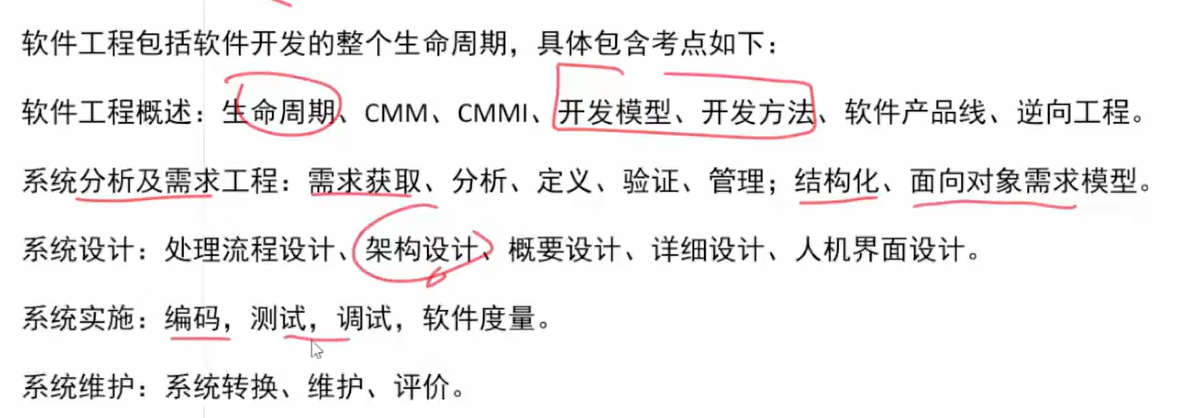 软件工程包括软件开发的整个生命周期，具体包含考点如下：
软件工程概述：生命周期、CMM、CMMI、开发模型、开发方法、软件产品线、逆向工程。
系统分析及需求工程：需求获取、分析、定义、验证、管理；结构化、面向对象需求模型。
系统设计：处理流程设计、架构设计、概要设计、详细设计、人机界面设计。
系统实施：编码，测试，调试，软件度量。
系统维护：系统转换、维护、评价。